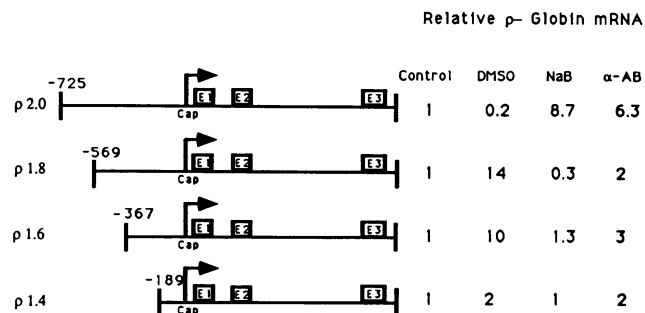 Relative ρ– Globin mRNA
Control DMSO NaB α-AB
-725
ρ 2.0 E1 E2 E3 1 0.2 8.7 6.3
Cap
-569
ρ 1.8 E1 E2 E3 1 14 0.3 2
Cap
-367
ρ 1.6 E1 E2 E3 1 10 1.3 3
Cap
-189
ρ 1.4 E1 E2 E3 1 2 1 2
Cap